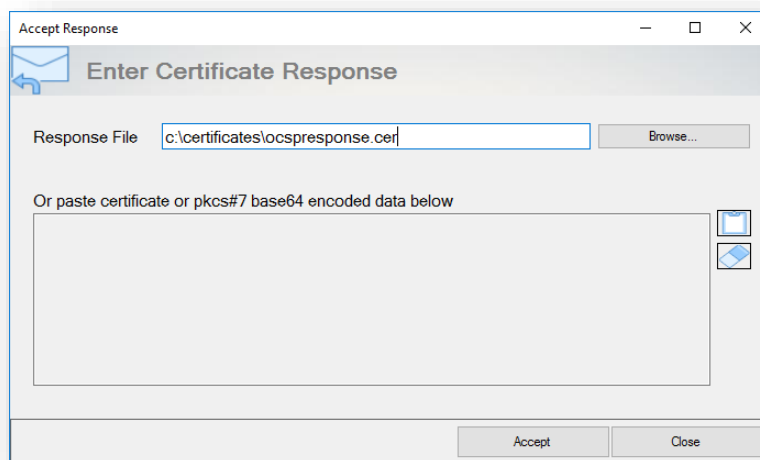 Accept Response
Enter Certificate Response
Response File c:\certificates\ocspresponse.cer Browse...
Or paste certificate or pkcs#7 base64 encoded data below
Accept Close